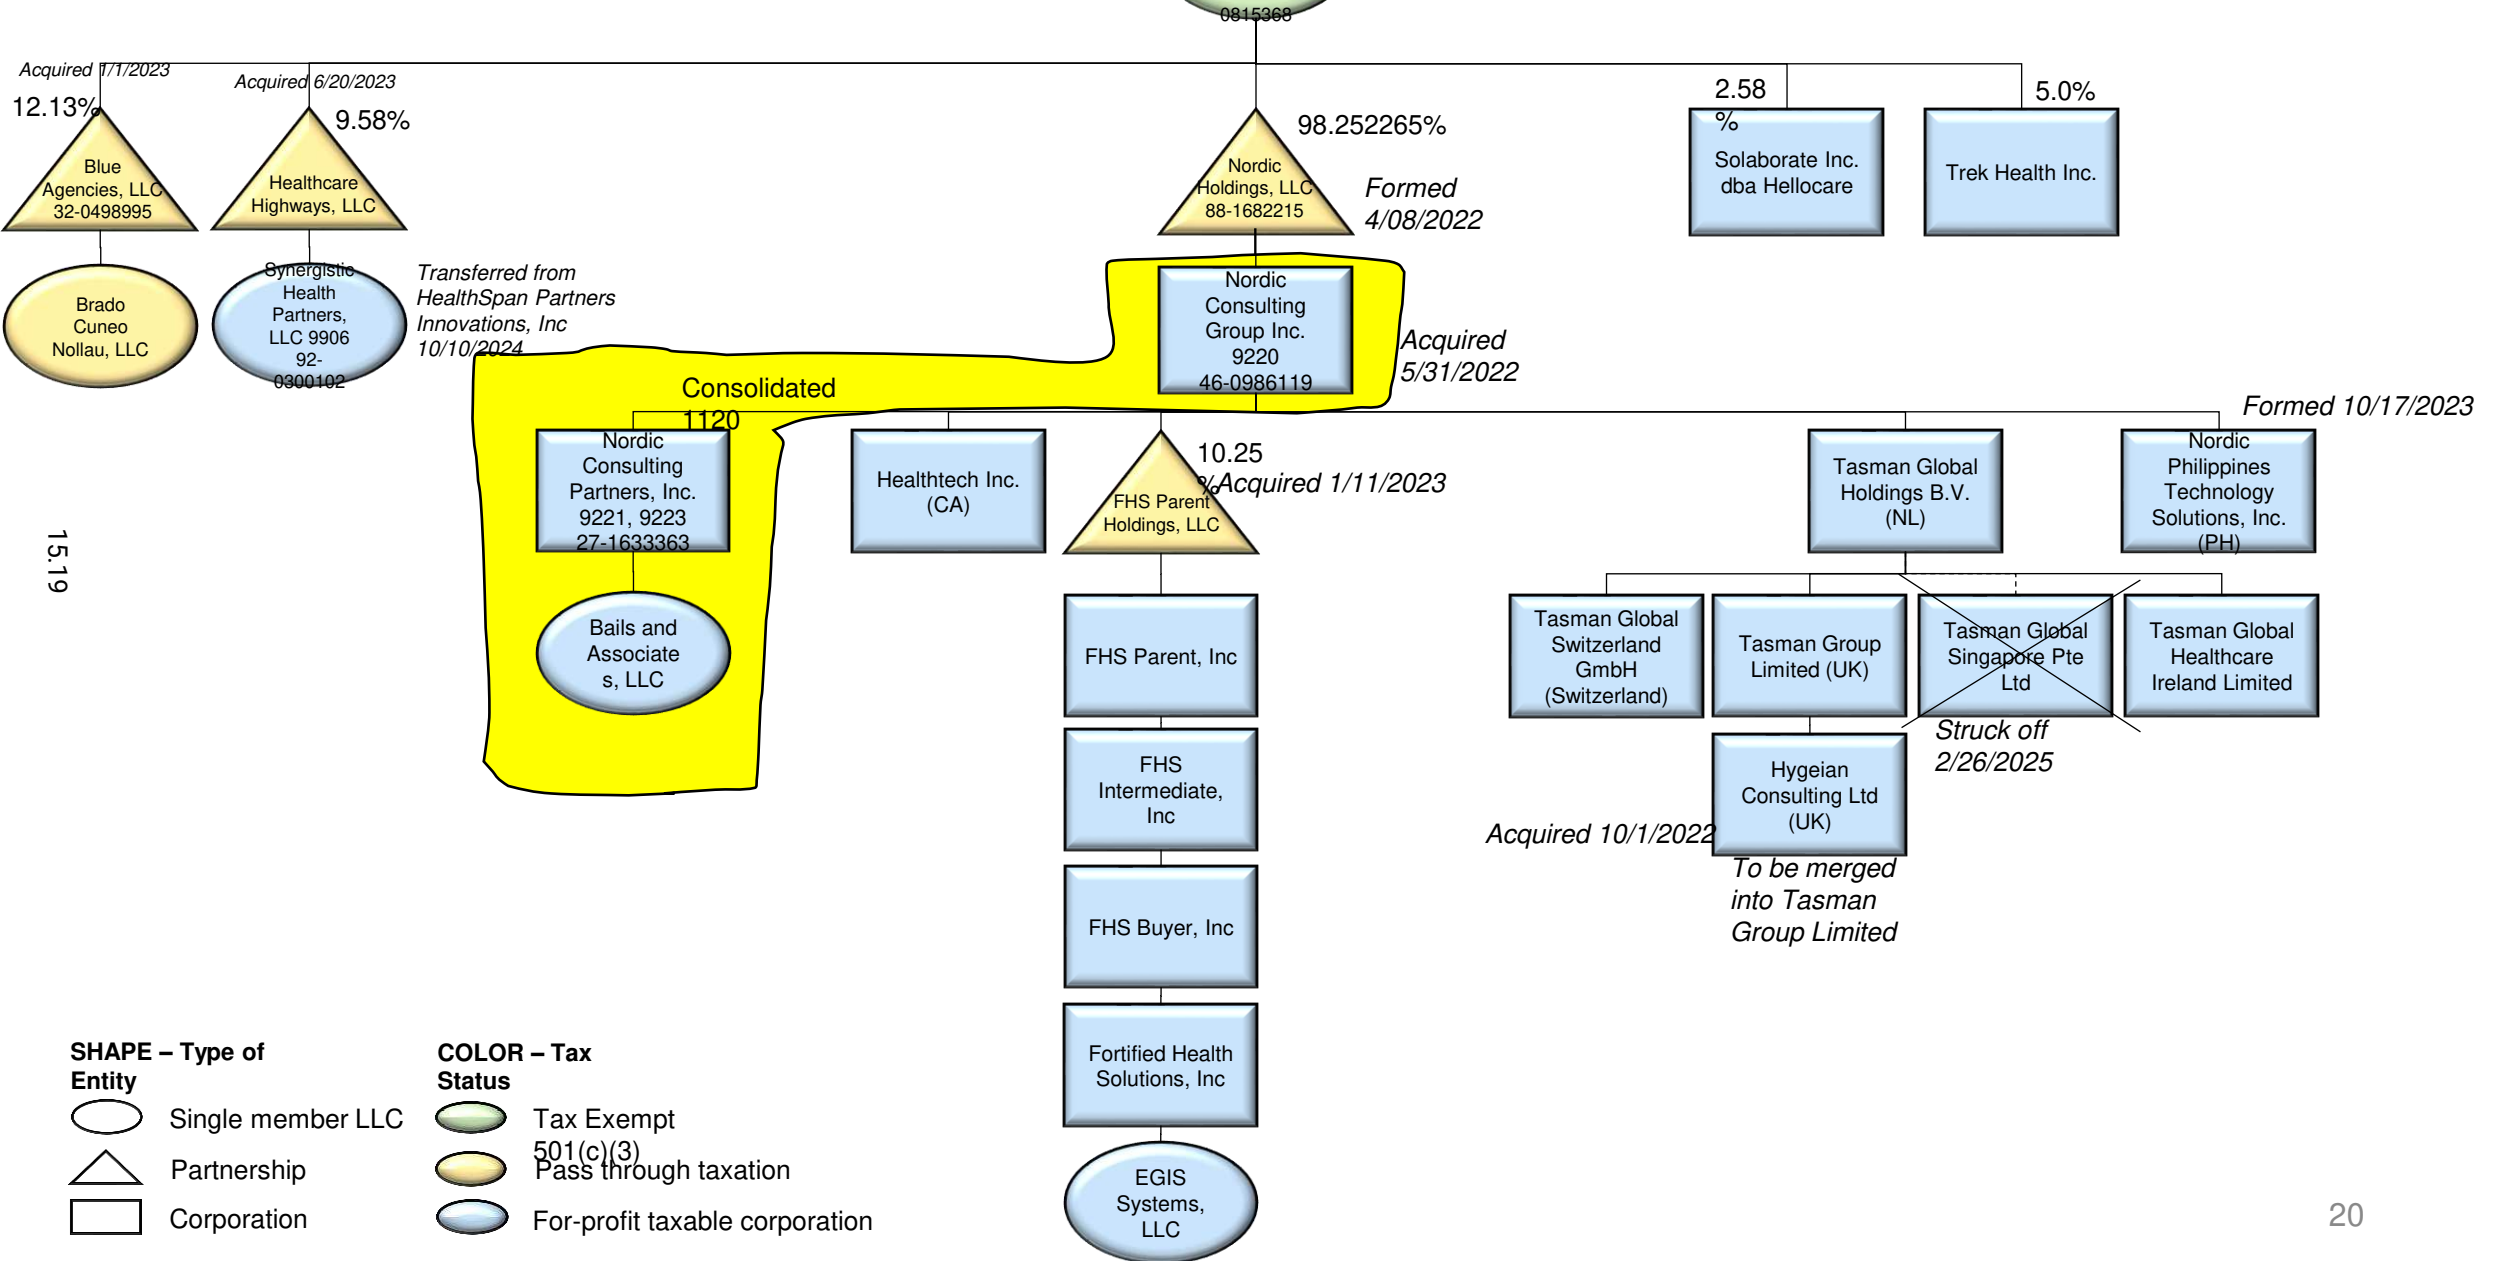 0815368
Acquired 1/1/2023
Acquired 6/20/2023
12.13%
9.58%
98.252265%
2.58
%
5.0%
Blue
Agencies, LLC
32-0498995
Healthcare
Highways, LLC
Nordic
Holdings, LLC
88-1682215
Formed
4/08/2022
Solaborate Inc.
dba Hellocare
Trek Health Inc.
Brado
Cuneo
Nollau, LLC
Synergistic
Health
Partners,
LLC 9906
92-
0300102
Transferred from
HealthSpan Partners
Innovations, Inc
10/10/2024
Nordic
Consulting
Group Inc.
9220
46-0986119
Acquired
5/31/2022
Consolidated
1120
Formed 10/17/2023
Nordic
Consulting
Partners, Inc.
9221, 9223
27-1633363
Healthtech Inc.
(CA)
10.25
%
Acquired 1/11/2023
FHS Parent
Holdings, LLC
Tasman Global
Holdings B.V.
(NL)
Nordic
Philippines
Technology
Solutions, Inc.
(PH)
15.19
Bails and
Associate
s, LLC
FHS Parent, Inc
Tasman Global
Switzerland
GmbH
(Switzerland)
Tasman Group
Limited (UK)
Tasman Global
Singapore Pte
Ltd
Tasman Global
Healthcare
Ireland Limited
Struck off
2/26/2025
FHS
Intermediate,
Inc
Hygeian
Consulting Ltd
(UK)
Acquired 10/1/2022
To be merged
into Tasman
Group Limited
FHS Buyer, Inc
Fortified Health
Solutions, Inc
EGIS
Systems,
LLC
SHAPE – Type of
Entity
Single member LLC
Partnership
Corporation
COLOR – Tax
Status
Tax Exempt
501(c)(3)
Pass through taxation
For-profit taxable corporation
20